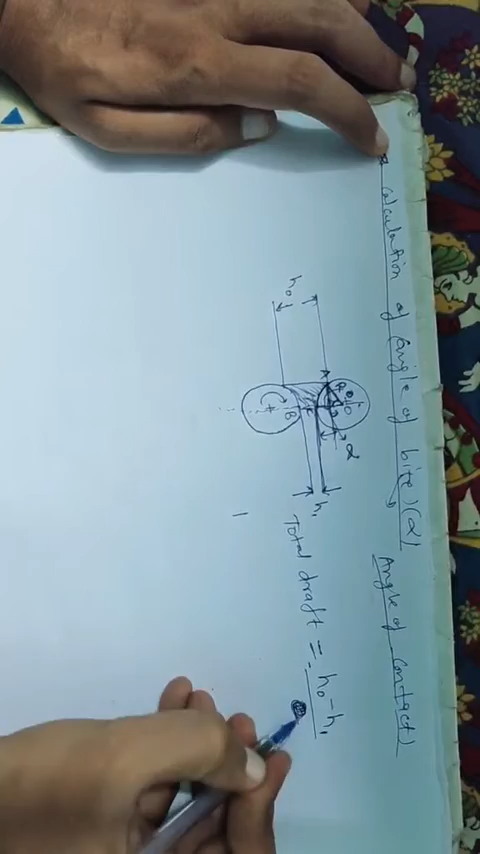 * Calculation of (angle of bite)(α) Angle of contact)
h₀
A
B
α
h₁
Total draft = h₀ - h₁